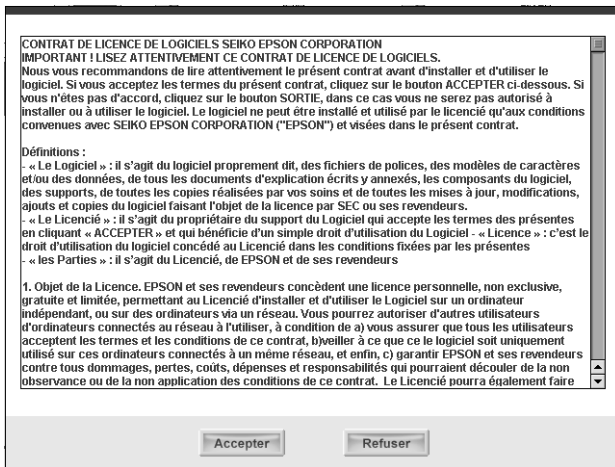 CONTRAT DE LICENCE DE LOGICIELS SEIKO EPSON CORPORATION
IMPORTANT ! LISEZ ATTENTIVEMENT CE CONTRAT DE LICENCE DE LOGICIELS.
Nous vous recommandons de lire attentivement le présent contrat avant d'installer et d'utiliser le
logiciel. Si vous acceptez les termes du présent contrat, cliquez sur le bouton ACCEPTER ci-dessous. Si
vous n'êtes pas d'accord, cliquez sur le bouton SORTIE, dans ce cas vous ne serez pas autorisé à
installer ou à utiliser le logiciel. Le logiciel ne peut être installé et utilisé par le licencié qu'aux conditions
convenues avec SEIKO EPSON CORPORATION ("EPSON") et visées dans le présent contrat.
Définitions :
- « Le Logiciel » : il s'agit du logiciel proprement dit, des fichiers de polices, des modèles de caractères
et/ou des données, de tous les documents d'explication écrits y annexés, les composants du logiciel,
des supports, de toutes les copies réalisées par vos soins et de toutes les mises à jour, modifications,
ajouts et copies du logiciel faisant l'objet de la licence par SEC ou ses revendeurs.
- « Le Licencié » : il s'agit du propriétaire du support du Logiciel qui accepte les termes des présentes
en cliquant « ACCEPTER » et qui bénéficie d'un simple droit d'utilisation du Logiciel - « Licence » : c'est le
droit d'utilisation du logiciel concédé au Licencié dans les conditions fixées par les présentes
- « les Parties » : il s'agit du Licencié, de EPSON et de ses revendeurs
1. Objet de la Licence. EPSON et ses revendeurs concèdent une licence personnelle, non exclusive,
gratuite et limitée, permettant au Licencié d'installer et d'utiliser le Logiciel sur un ordinateur
indépendant, ou sur des ordinateurs via un réseau. Vous pourrez autoriser d'autres utilisateurs
d'ordinateurs connectés au réseau à l'utiliser, à condition de a) vous assurer que tous les utilisateurs
acceptent les termes et les conditions de ce contrat, b)veiller à ce que ce le logiciel soit uniquement
utilisé sur ces ordinateurs connectés à un même réseau, et enfin, c) garantir EPSON et ses revendeurs
contre tous dommages, pertes, coûts, dépenses et responsabilités qui pourraient découler de la non
observance ou de la non application des conditions de ce contrat.  Le Licencié pourra également faire
Accepter
Refuser